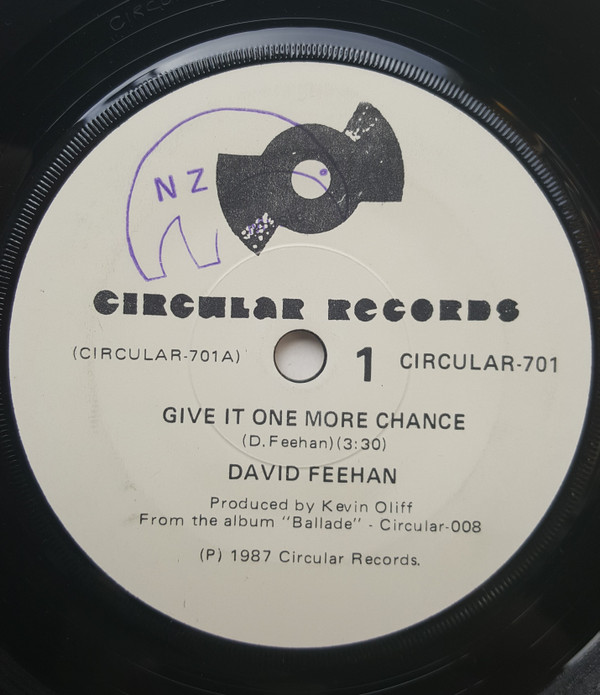 NZ
CIRCULAR RECORDS
(CIRCULAR-701A) 1 CIRCULAR-701
GIVE IT ONE MORE CHANCE
(D.Feehan)(3:30)
DAVID FEEHAN
Produced by Kevin Oliff
From the album "Ballade" - Circular-008
(P) 1987 Circular Records.